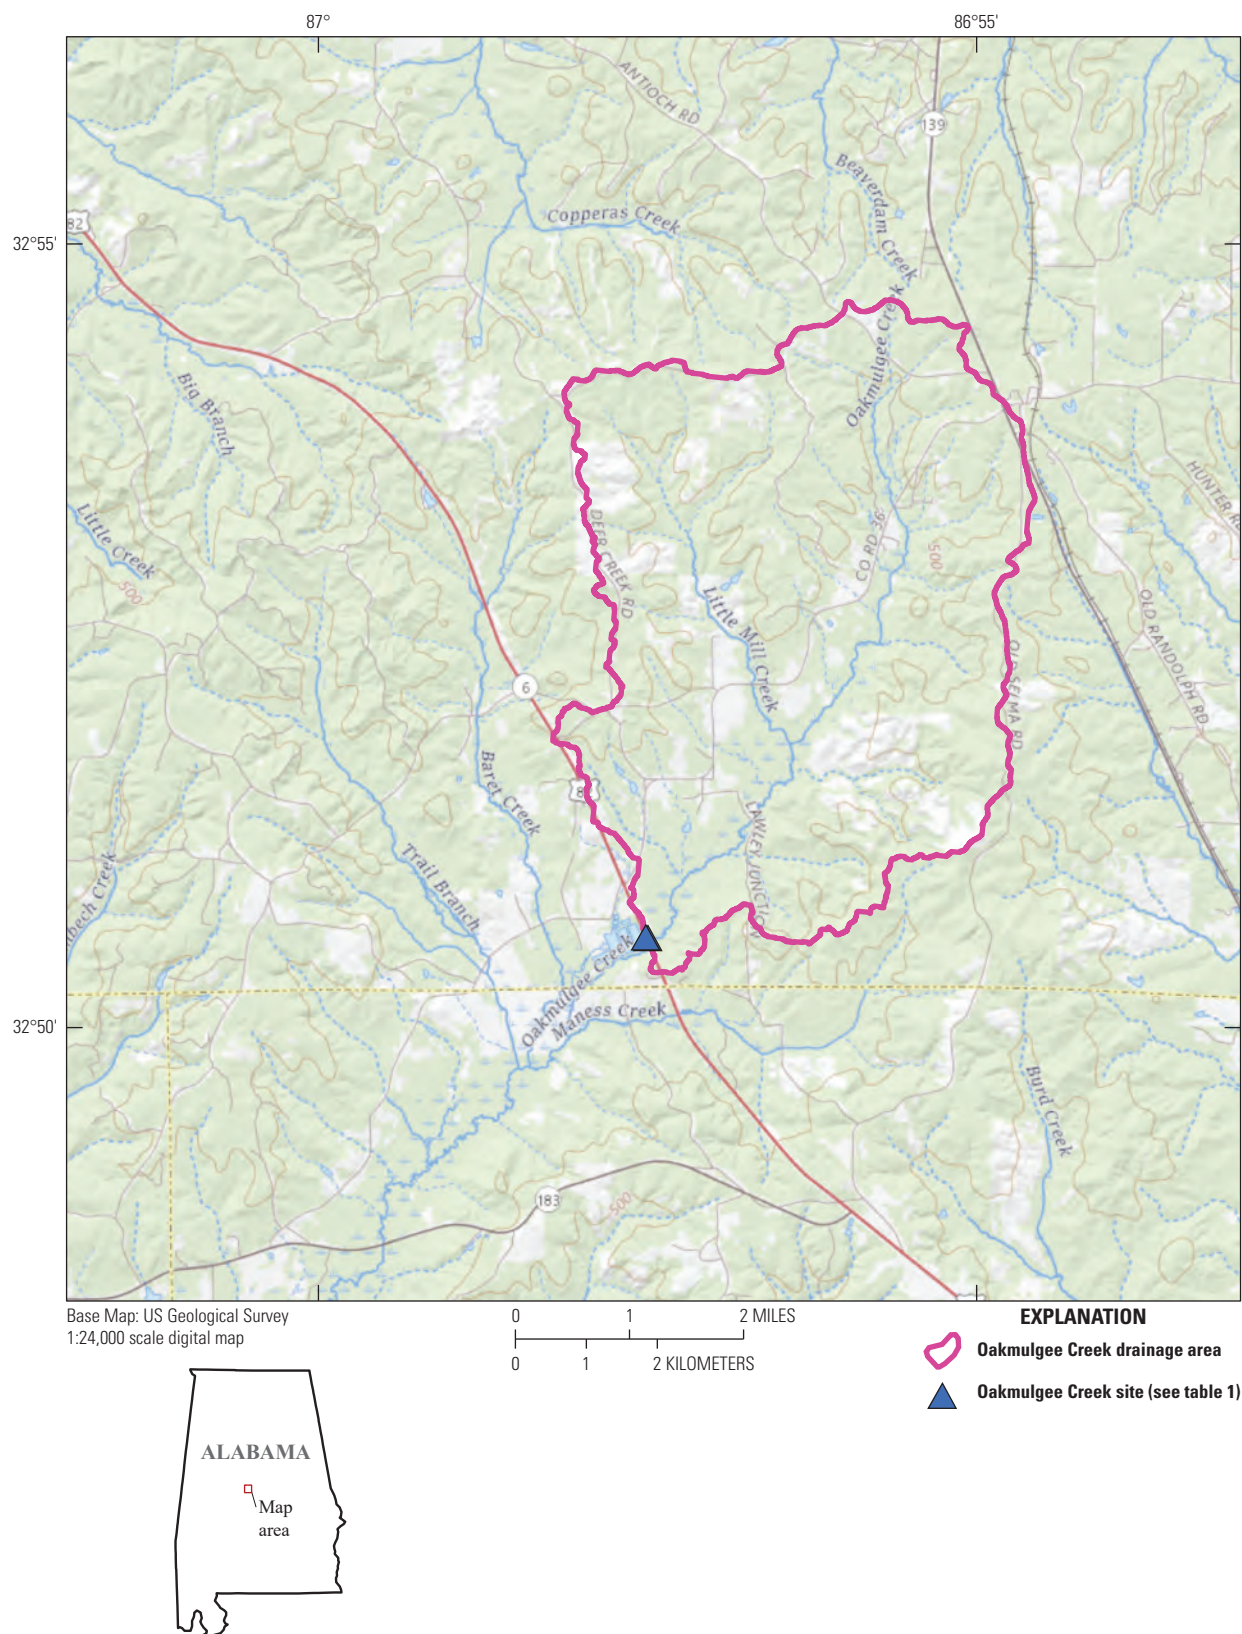 87°
86°55'
ANTIOCH RD
139
Beaverdam Creek
Copperas Creek
82
32°55'
Oakmulgee Creek
Big Branch
HUNTER RD
Little Creek
500
DEER CREEK RD
CO RD 36
500
Little Mill Creek
OLD RANDOLPH RD
OLD SELMA RD
6
Baret Creek
LAWLEY JUNCTION
Trail Branch
Creek
Oakmulgee Creek
Maness Creek
32°50'
Burd Creek
183
500
Base Map: US Geological Survey
1:24,000 scale digital map
0 1 2 MILES
0 1 2 KILOMETERS
EXPLANATION
Oakmulgee Creek drainage area
Oakmulgee Creek site (see table 1)
ALABAMA
Map
area